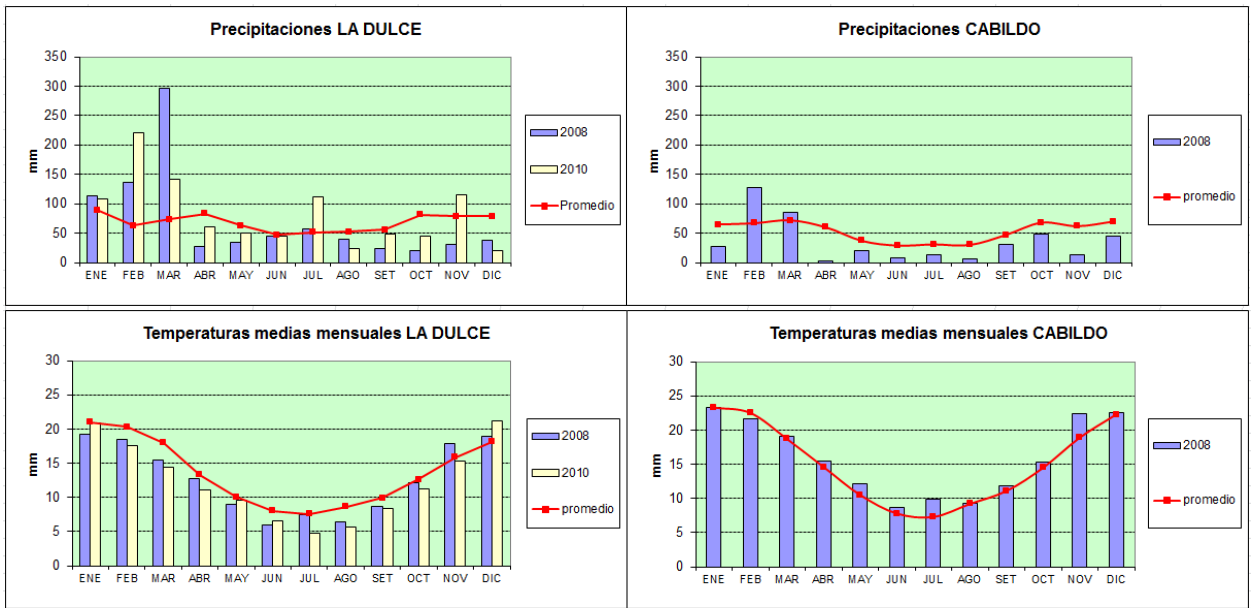 Precipitaciones LA DULCE
350
300
250
200
150
100
50
0
mm
ENE FEB MAR ABR MAY JUN JUL AGO SET OCT NOV DIC
2008
2010
Promedio
Precipitaciones CABILDO
350
300
250
200
150
100
50
0
mm
ENE FEB MAR ABR MAY JUN JUL AGO SET OCT NOV DIC
2008
promedio
Temperaturas medias mensuales LA DULCE
30
25
20
15
10
5
0
mm
ENE FEB MAR ABR MAY JUN JUL AGO SET OCT NOV DIC
2008
2010
promedio
Temperaturas medias mensuales CABILDO
30
25
20
15
10
5
0
mm
ENE FEB MAR ABR MAY JUN JUL AGO SET OCT NOV DIC
2008
promedio